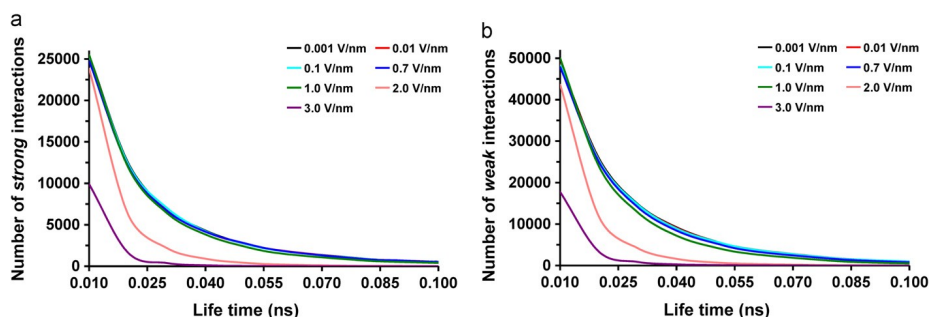 a
Number of strong interactions
25000
20000
15000
10000
5000
0
0.001 V/nm 0.01 V/nm
0.1 V/nm 0.7 V/nm
1.0 V/nm 2.0 V/nm
3.0 V/nm
0.010 0.025 0.040 0.055 0.070 0.085 0.100
Life time (ns)
b
Number of weak interactions
50000
40000
30000
20000
10000
0
0.001 V/nm 0.01 V/nm
0.1 V/nm 0.7 V/nm
1.0 V/nm 2.0 V/nm
3.0 V/nm
0.010 0.025 0.040 0.055 0.070 0.085 0.100
Life time (ns)